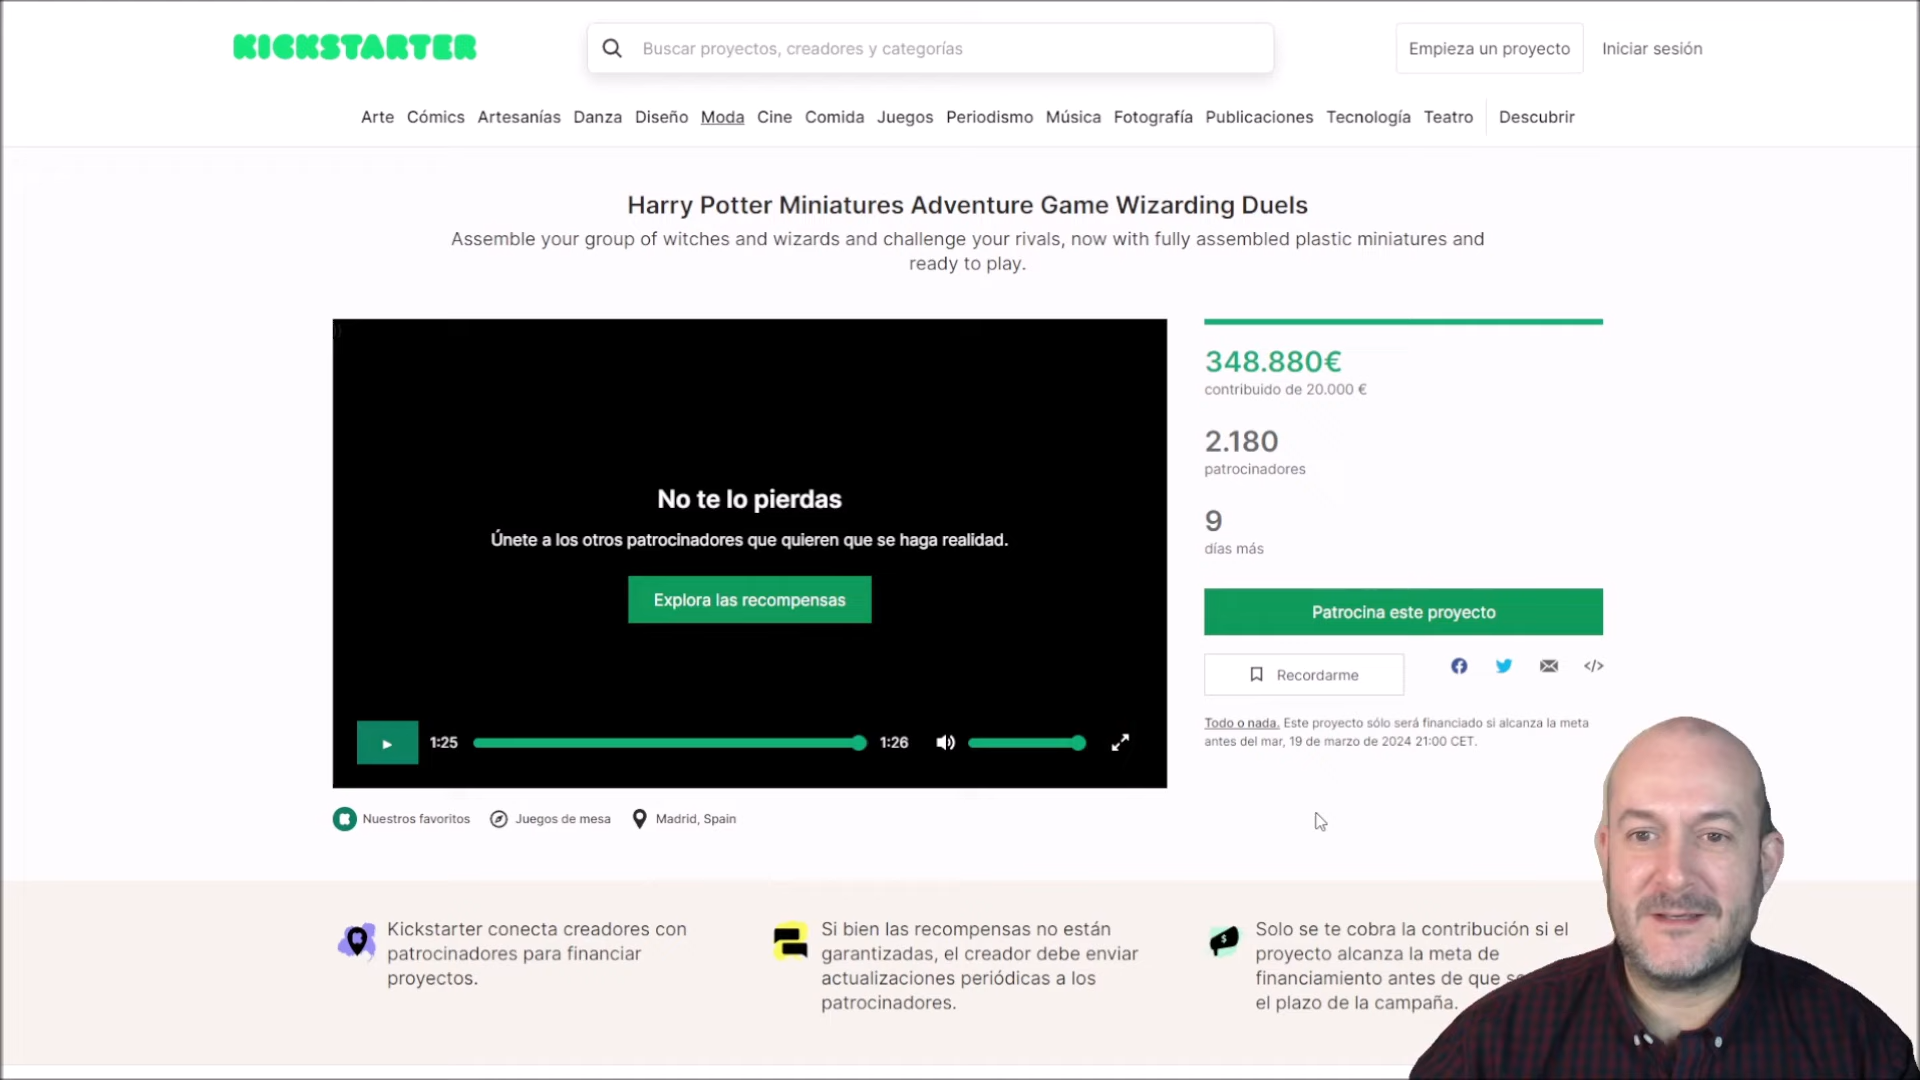 KICKSTARTER
Buscar proyectos, creadores y categorías
Empieza un proyecto
Iniciar sesión
Arte Cómics Artesanías Danza Diseño Moda Cine Comida Juegos Periodismo Música Fotografía Publicaciones Tecnología Teatro Descubrir
Harry Potter Miniatures Adventure Game Wizarding Duels
Assemble your group of witches and wizards and challenge your rivals, now with fully assembled plastic miniatures and
ready to play.
No te lo pierdas
Únete a los otros patrocinadores que quieren que se haga realidad.
Explora las recompensas
1:25
1:26
348.880€
contribuido de 20.000 €
2.180
patrocinadores
9
días más
Patrocina este proyecto
Recordarme
</>
Todo o nada. Este proyecto sólo será financiado si alcanza la meta
antes del mar, 19 de marzo de 2024 21:00 CET.
Nuestros favoritos
Juegos de mesa
Madrid, Spain
Kickstarter conecta creadores con
patrocinadores para financiar
proyectos.
Si bien las recompensas no están
garantizadas, el creador debe enviar
actualizaciones periódicas a los
patrocinadores.
Solo se te cobra la contribución si el
proyecto alcanza la meta de
financiamiento antes de que
el plazo de la campaña.